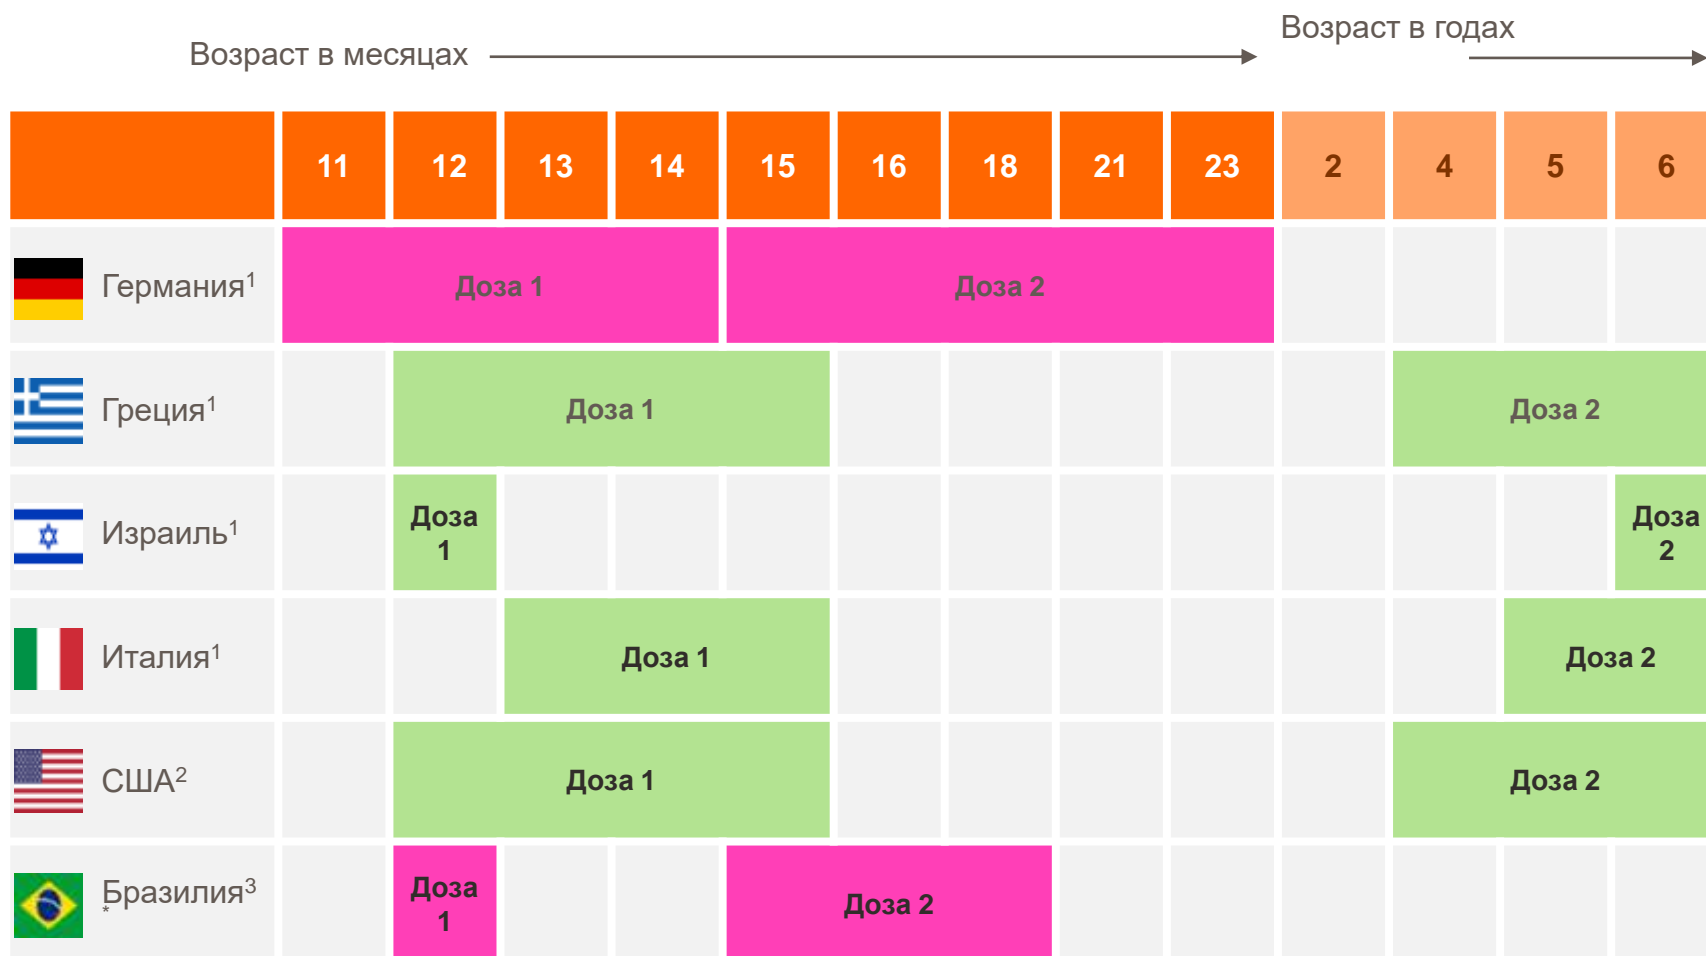 Возраст в месяцах
Возраст в годах
11 12 13 14 15 16 18 21 23 2 4 5 6
Германия¹ Доза 1 Доза 2
Греция¹ Доза 1 Доза 2
Израиль¹ Доза 1 Доза 2
Италия¹ Доза 1 Доза 2
США² Доза 1 Доза 2
Бразилия³ * Доза 1 Доза 2